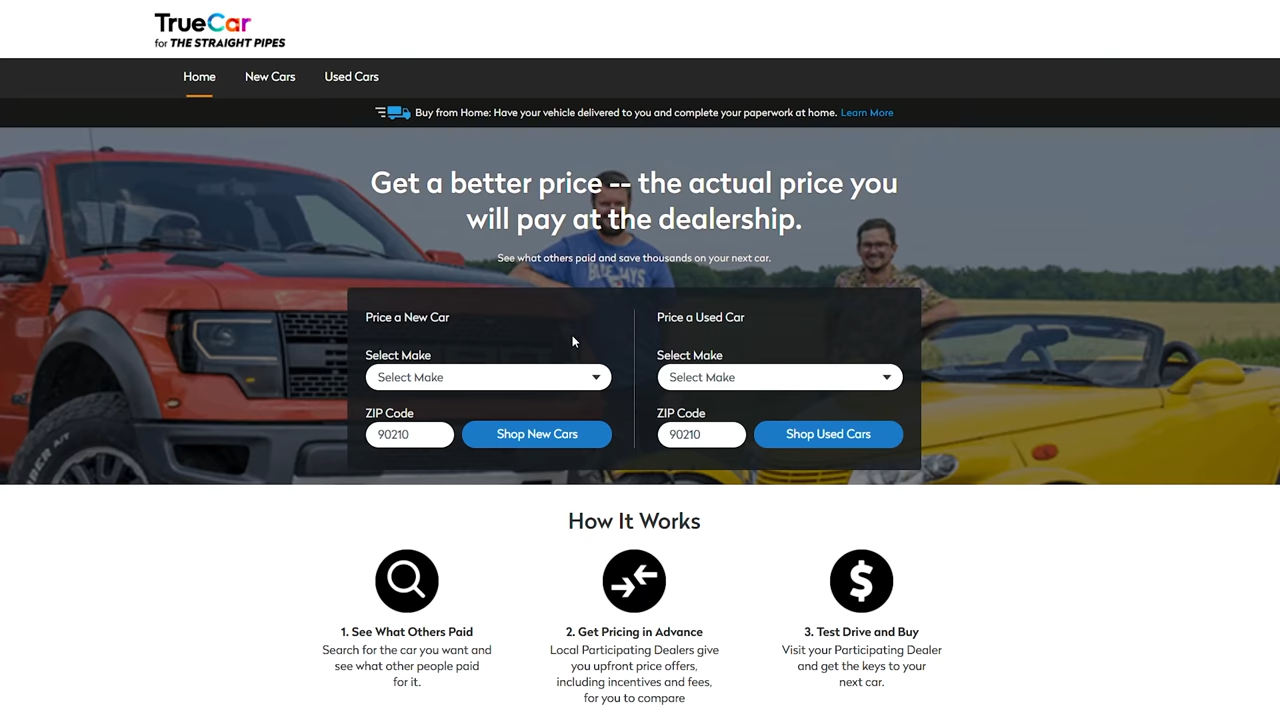 TrueCar
for THE STRAIGHT PIPES
Home New Cars Used Cars
Buy from Home: Have your vehicle delivered to you and complete your paperwork at home. Learn More
Get a better price -- the actual price you
will pay at the dealership.
See what others paid and save thousands on your next car.
BLUE JAYS
Price a New Car
Select Make
Select Make
ZIP Code
90210 Shop New Cars
Price a Used Car
Select Make
Select Make
ZIP Code
90210 Shop Used Cars
How It Works
$
1. See What Others Paid
Search for the car you want and
see what other people paid
for it.
2. Get Pricing in Advance
Local Participating Dealers give
you upfront price offers,
including incentives and fees,
for you to compare
3. Test Drive and Buy
Visit your Participating Dealer
and get the keys to your
next car.